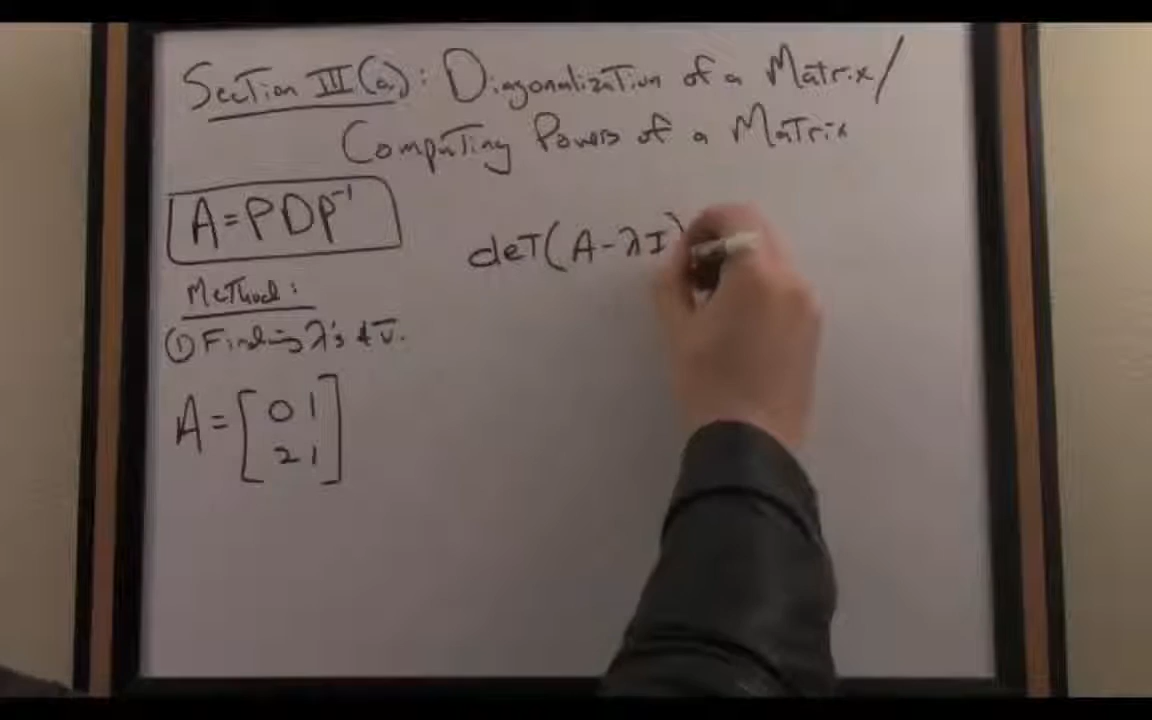 Section III(a): Diagonalization of a Matrix/
Computing Powers of a Matrix
A=PDP⁻¹
Method:
① Finding λ's & v̄.
A=[0 1
2 1]
det(A-λI)